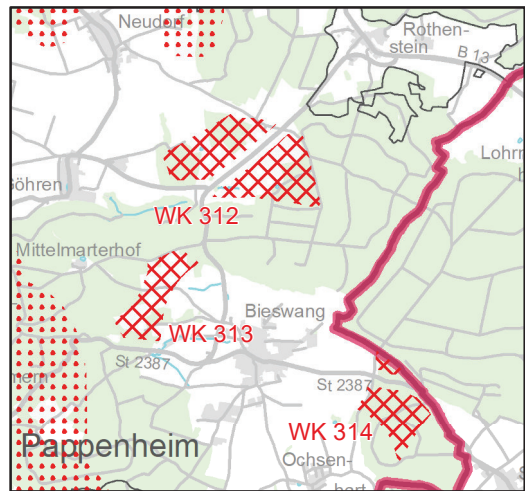 Neudorf
Rothen-
stein
B 13
Lohrn
h
Göhren
WK 312
Mittelmarterhof
Bieswang
WK 313
St 2387
St 2387
WK 314
Pappenheim
Ochsen-
hart